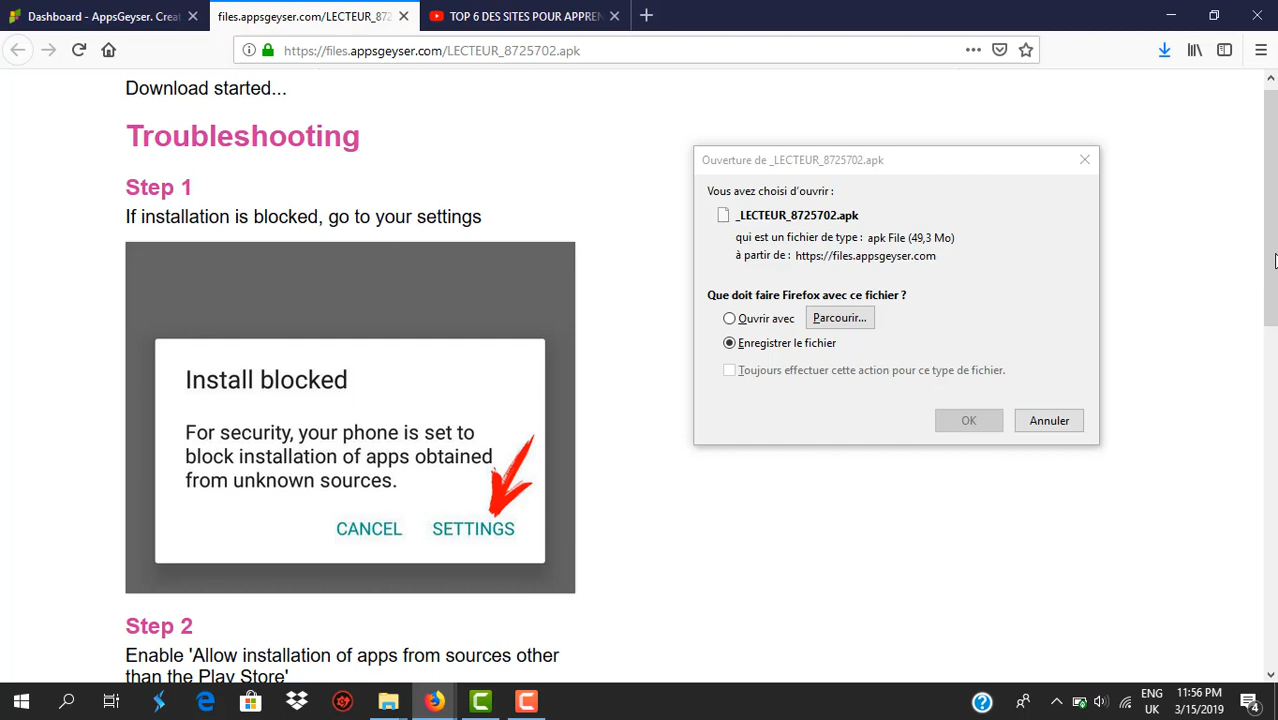 Dashboard - AppsGeyser. Creat
files.appsgeyser.com/LECTEUR_872
TOP 6 DES SITES POUR APPREN
https://files.appsgeyser.com/LECTEUR_8725702.apk
Download started...
Troubleshooting
Step 1
If installation is blocked, go to your settings
Install blocked
For security, your phone is set to
block installation of apps obtained
from unknown sources.
CANCEL SETTINGS
Step 2
Enable 'Allow installation of apps from sources other
than the Play Store'
Ouverture de _LECTEUR_8725702.apk
Vous avez choisi d'ouvrir :
_LECTEUR_8725702.apk
qui est un fichier de type : apk File (49,3 Mo)
à partir de : https://files.appsgeyser.com
Que doit faire Firefox avec ce fichier ?
Ouvrir avec Parcourir...
Enregistrer le fichier
Toujours effectuer cette action pour ce type de fichier.
OK Annuler
ENG 11:56 PM
UK 3/15/2019 4